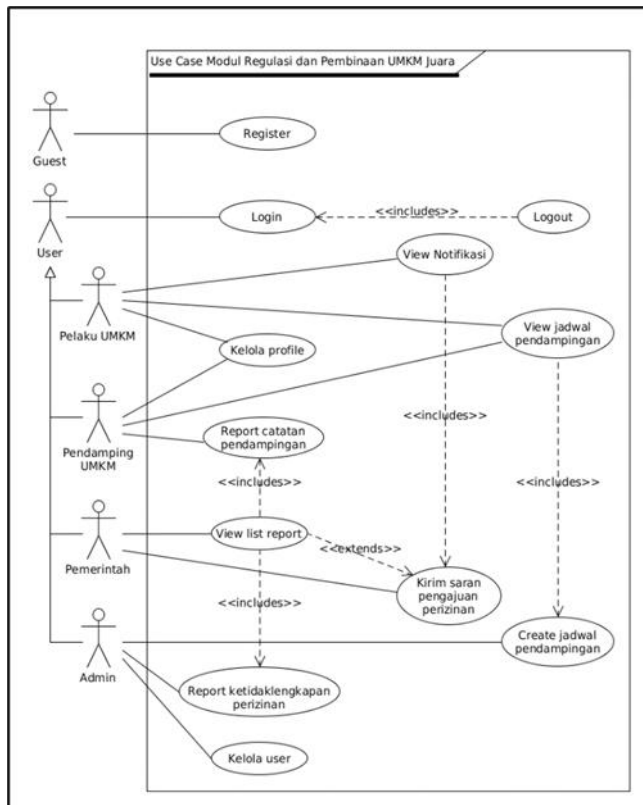 Use Case Modul Regulasi dan Pembinaan UMKM Juara
Guest
Register
User
Login
<<includes>>
Logout
View Notifikasi
Pelaku UMKM
View jadwal
pendampingan
Kelola profile
Pendamping
UMKM
Report catatan
pendampingan
<<includes>>
<<includes>>
<<includes>>
Pemerintah
View list report
<<extends>>
Kirim saran
pengajuan
perizinan
<<includes>>
Create jadwal
pendampingan
Admin
Report ketidaklengkapan
perizinan
Kelola user